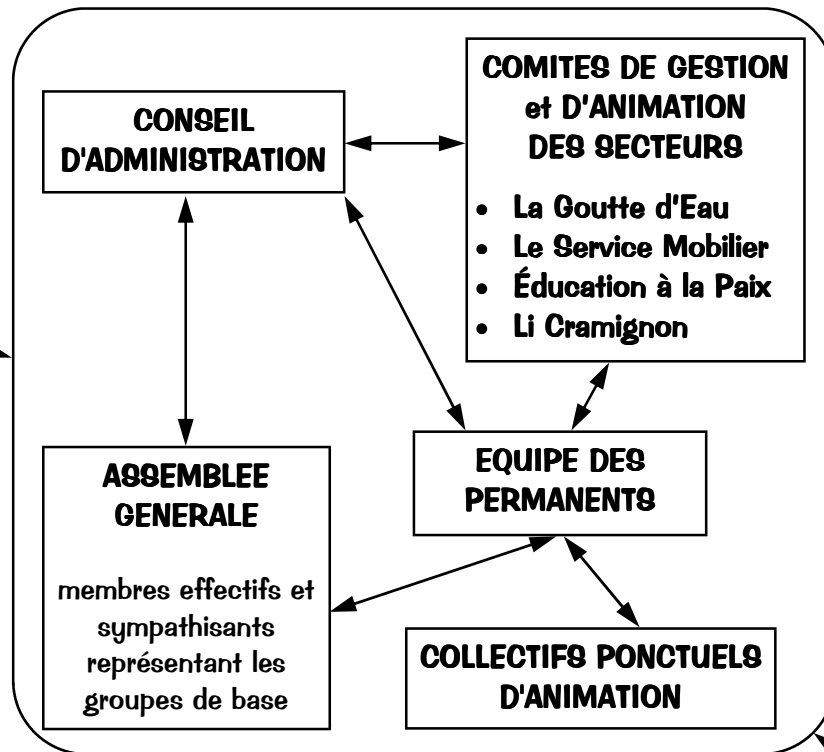 CONSEIL
D'ADMINISTRATION
COMITES DE GESTION
et D'ANIMATION
DES SECTEURS
• La Goutte d'Eau
• Le Service Mobilier
• Éducation à la Paix
• Li Cramignon
ASSEMBLEE
GENERALE
membres effectifs et
sympathisants
représentant les
groupes de base
EQUIPE DES
PERMANENTS
COLLECTIFS PONCTUELS
D'ANIMATION